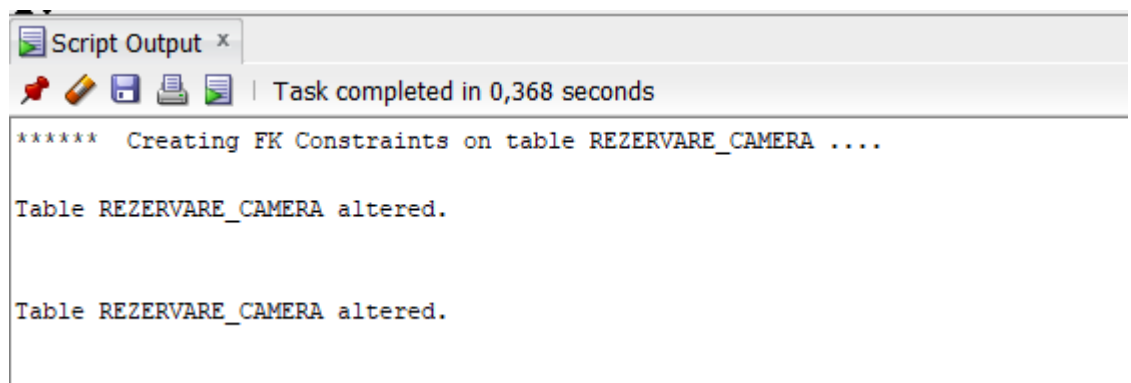 Script Output x
Task completed in 0,368 seconds
****** Creating FK Constraints on table REZERVARE_CAMERA ....
Table REZERVARE_CAMERA altered.
Table REZERVARE_CAMERA altered.